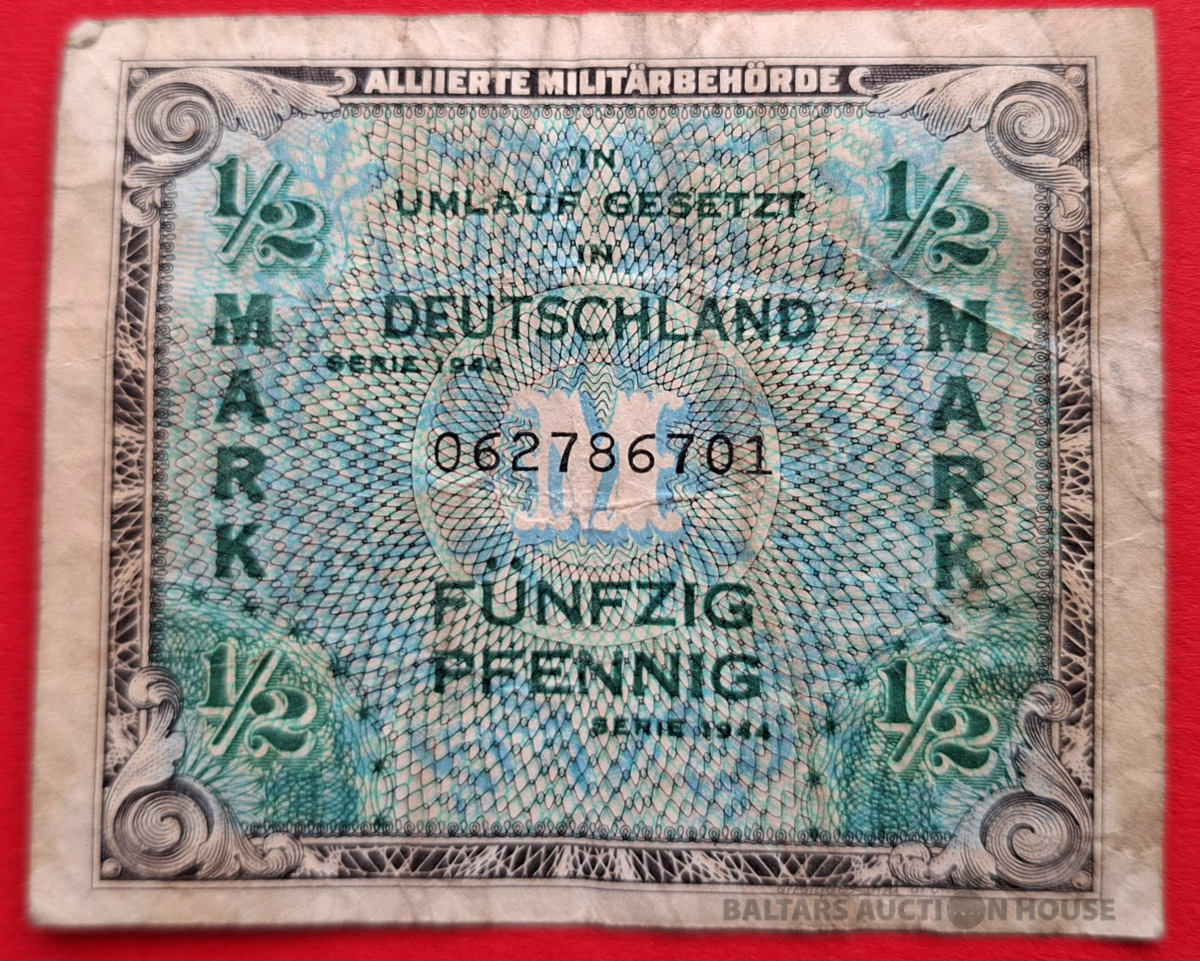 ALLIIERTE MILITÄRBEHÖRDE
IN
UMLAUF GESETZT
IN
DEUTSCHLAND
SERIE 1944
1/2
MARK
1/2
1/2
MARK
1/2
M
062786701
FÜNFZIG
PFENNIG
SERIE 1944
BALTARS AUCTION HOUSE